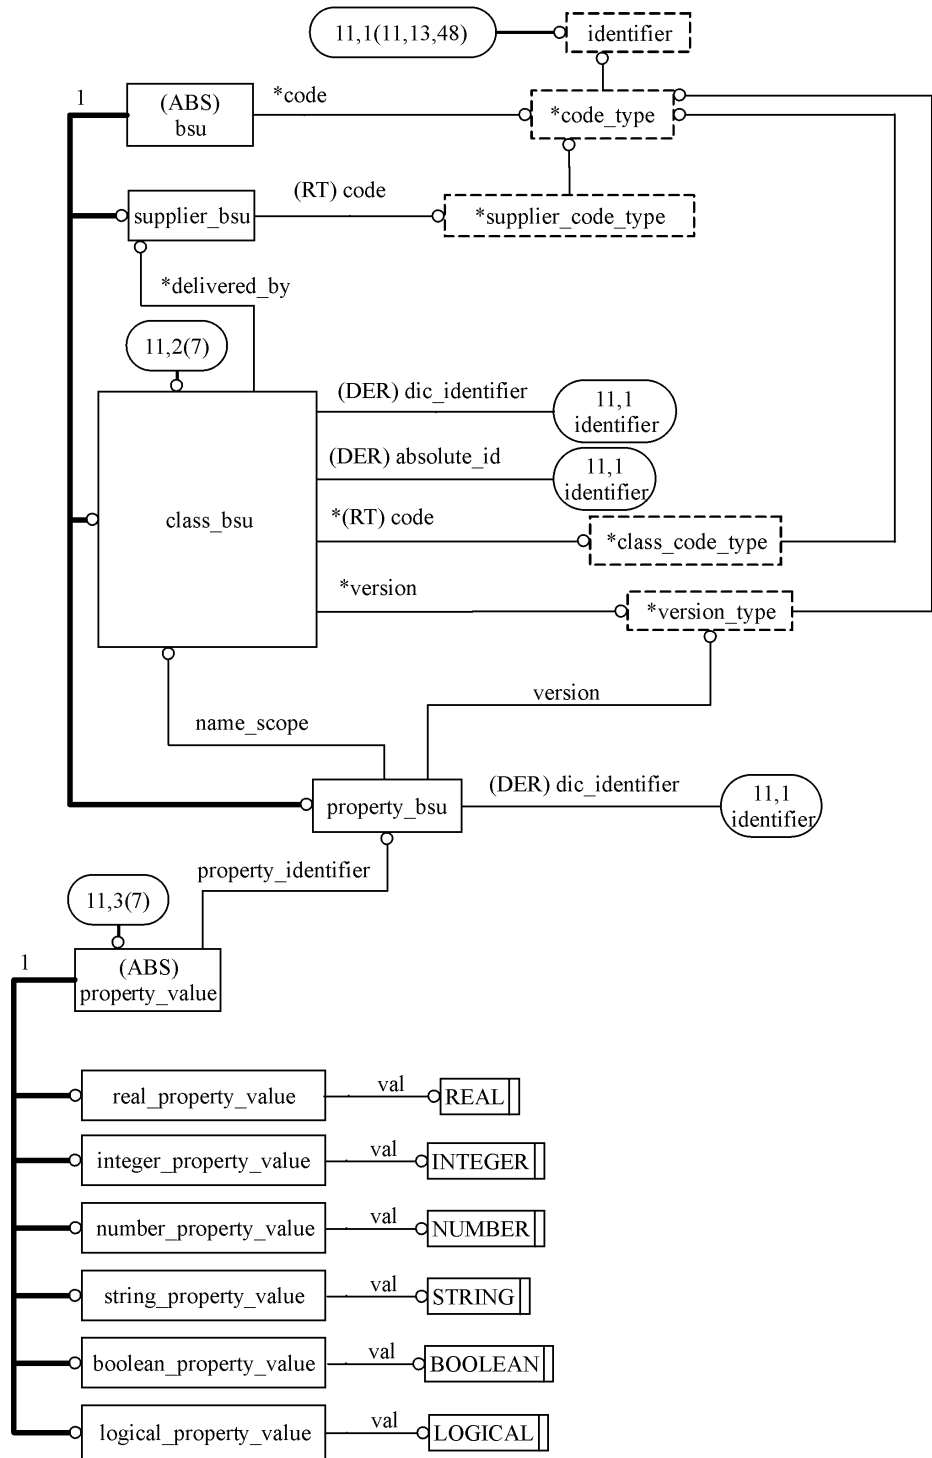 11,1(11,13,48)
identifier
1
(ABS)
bsu
*code
*code_type
supplier_bsu
(RT) code
*supplier_code_type
*delivered_by
11,2(7)
class_bsu
(DER) dic_identifier
11,1
identifier
(DER) absolute_id
11,1
identifier
*(RT) code
*class_code_type
*version
*version_type
name_scope
version
property_bsu
(DER) dic_identifier
11,1
identifier
property_identifier
11,3(7)
1
(ABS)
property_value
real_property_value
val
REAL
integer_property_value
val
INTEGER
number_property_value
val
NUMBER
string_property_value
val
STRING
boolean_property_value
val
BOOLEAN
logical_property_value
val
LOGICAL